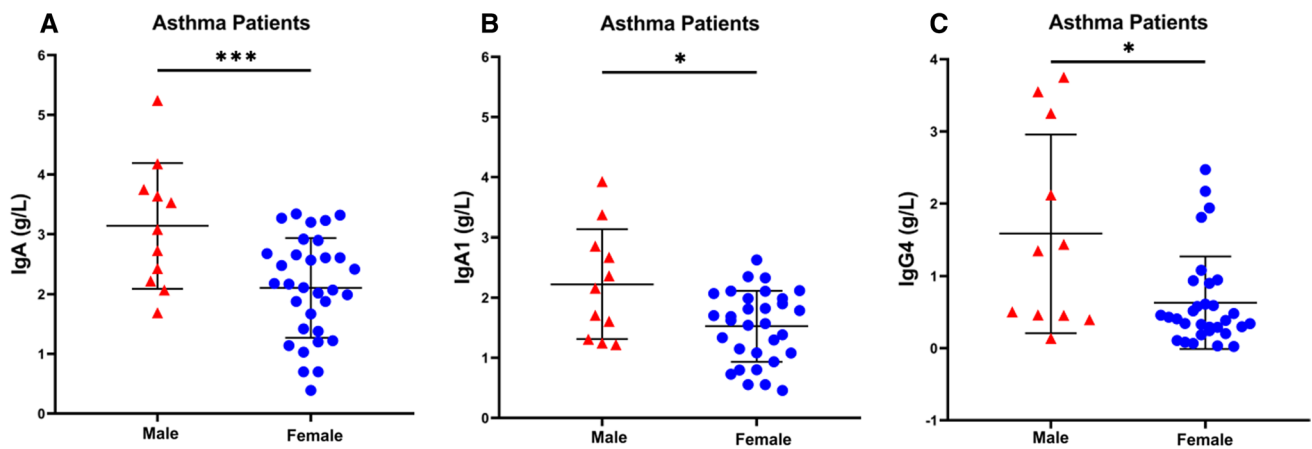 A
Asthma Patients
***
IgA (g/L)
6
5
4
3
2
1
0
Male
Female
B
Asthma Patients
*
IgA1 (g/L)
6
5
4
3
2
1
0
Male
Female
C
Asthma Patients
*
IgG4 (g/L)
4
3
2
1
0
-1
Male
Female